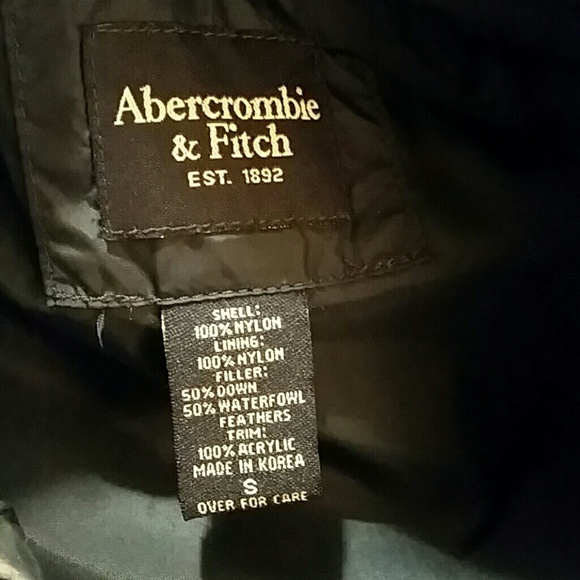 Abercrombie
& Fitch
EST. 1892
SHELL:
100% NYLON
LINING:
100% NYLON
FILLER:
50% DOWN
50% WATERFOWL
FEATHERS
TRIM:
100% ACRYLIC
MADE IN KOREA
S
OVER FOR CARE